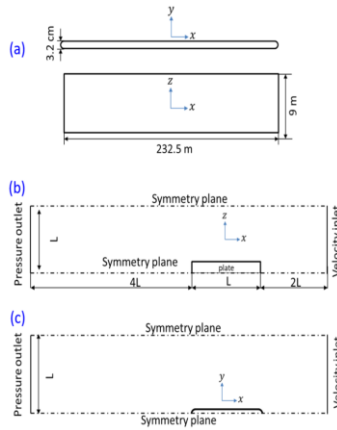 (a)
y
x
3.2 cm
z
x
9 m
232.5 m
(b)
Symmetry plane
Pressure outlet
L
z
x
Velocity inlet
Symmetry plane
plate
4L
L
2L
(c)
Symmetry plane
Pressure outlet
L
y
x
Velocity inlet
Symmetry plane